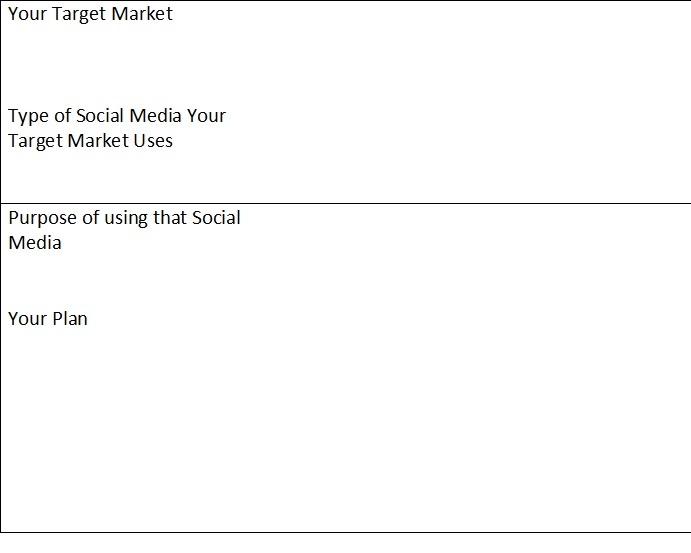 Your Target Market
Type of Social Media Your
Target Market Uses
Purpose of using that Social
Media
Your Plan